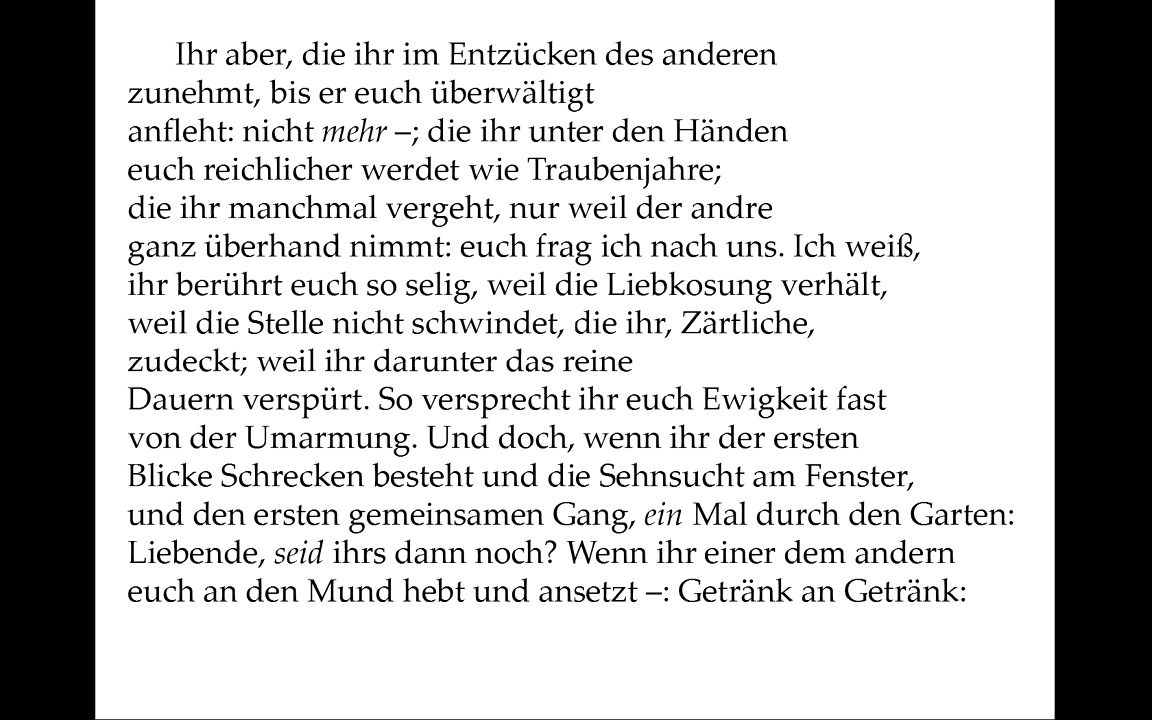 Ihr aber, die ihr im Entzücken des anderen
zunehmt, bis er euch überwältigt
anfleht: nicht mehr –; die ihr unter den Händen
euch reichlicher werdet wie Traubenjahre;
die ihr manchmal vergeht, nur weil der andre
ganz überhand nimmt: euch frag ich nach uns. Ich weiß,
ihr berührt euch so selig, weil die Liebkosung verhält,
weil die Stelle nicht schwindet, die ihr, Zärtliche,
zudeckt; weil ihr darunter das reine
Dauern verspürt. So versprecht ihr euch Ewigkeit fast
von der Umarmung. Und doch, wenn ihr der ersten
Blicke Schrecken besteht und die Sehnsucht am Fenster,
und den ersten gemeinsamen Gang, ein Mal durch den Garten:
Liebende, seid ihrs dann noch? Wenn ihr einer dem andern
euch an den Mund hebt und ansetzt –: Getränk an Getränk: